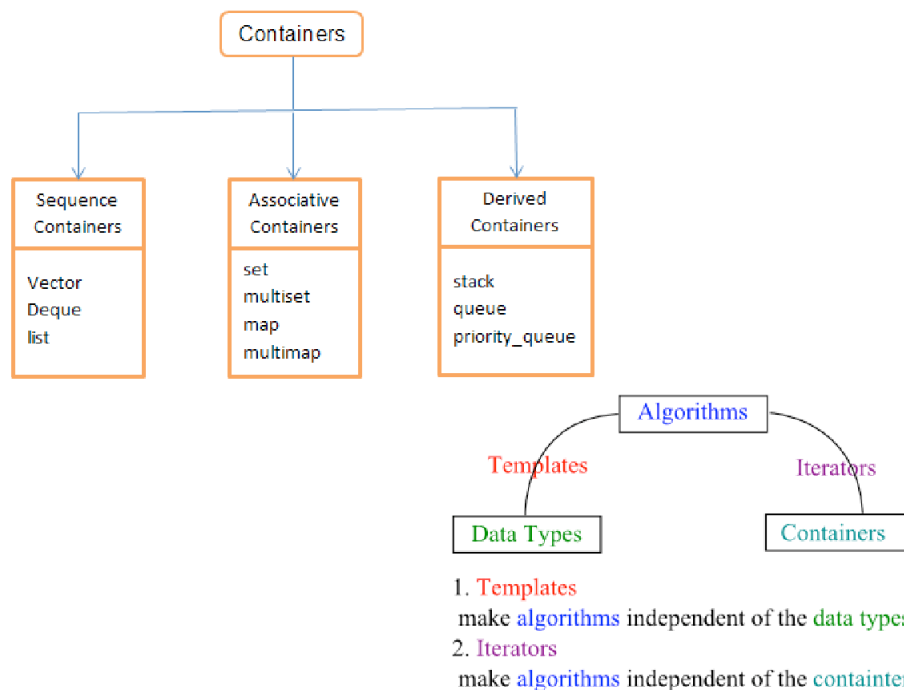 Containers
Sequence
Containers
Vector
Deque
list
Associative
Containers
set
multiset
map
multimap
Derived
Containers
stack
queue
priority_queue
Algorithms
Templates
Iterators
Data Types
Containers
1. Templates
make algorithms independent of the data types
2. Iterators
make algorithms independent of the containter